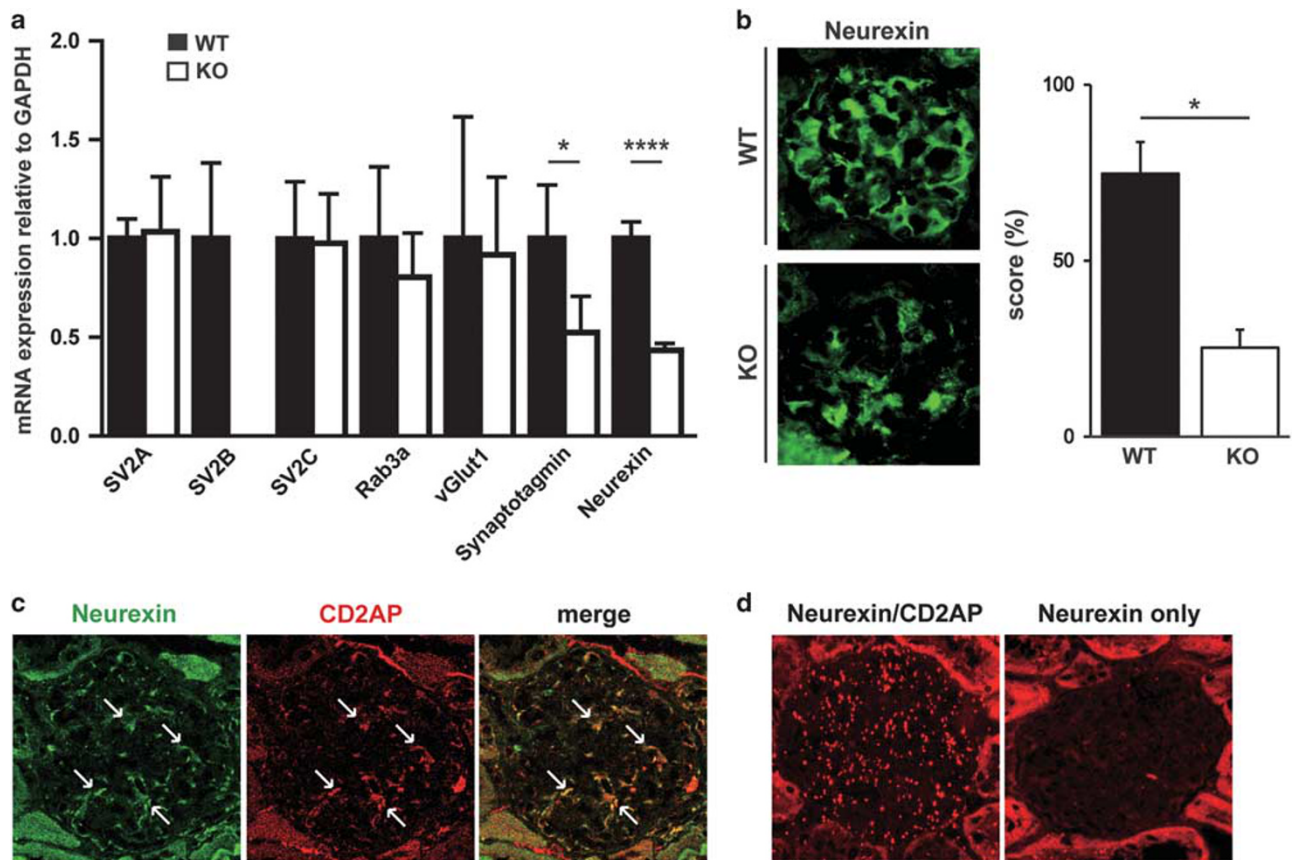 a
2.0
1.5
1.0
0.5
0.0
mRNA expression relative to GAPDH
WT
KO
*
****
SV2A
SV2B
SV2C
Rab3a
vGlut1
Synaptotagmin
Neurexin
b
Neurexin
WT
KO
100
50
0
score (%)
*
WT
KO
c
Neurexin
CD2AP
merge
d
Neurexin/CD2AP
Neurexin only